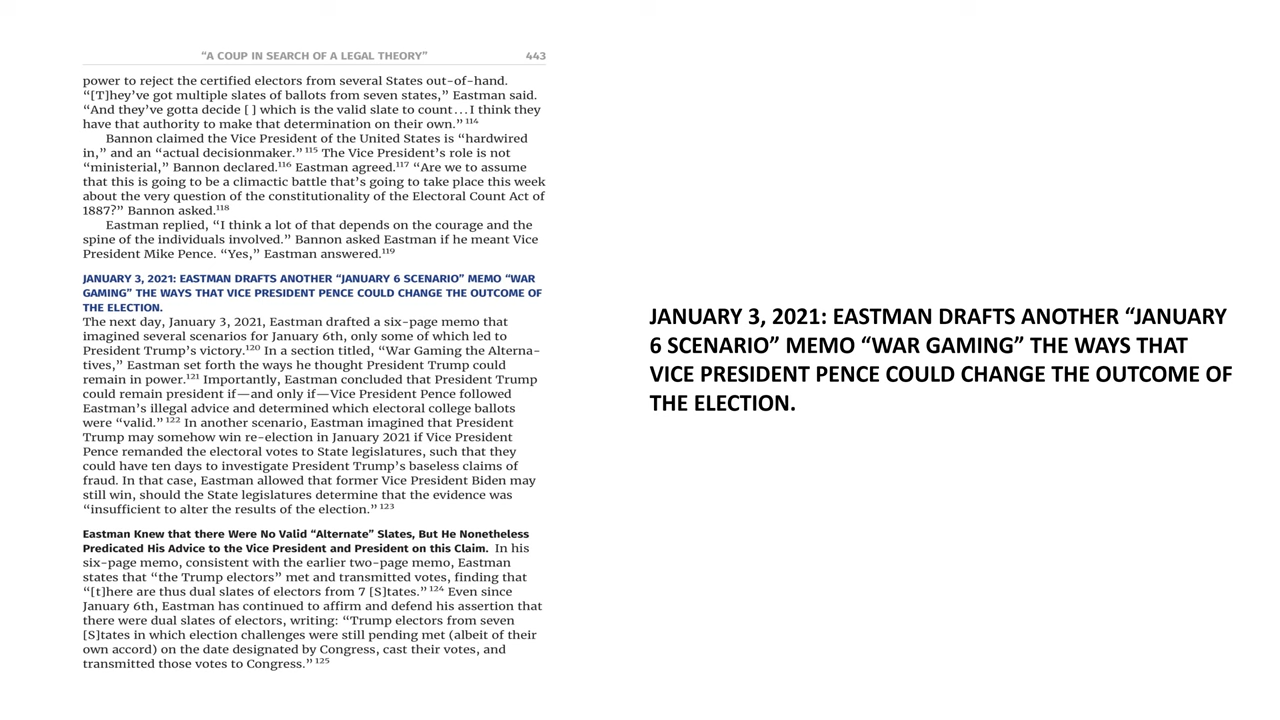 “A COUP IN SEARCH OF A LEGAL THEORY” 443
power to reject the certified electors from several States out-of-hand.
“[T]hey’ve got multiple slates of ballots from seven states,” Eastman said.
“And they’ve gotta decide [ ] which is the valid slate to count...I think they
have that authority to make that determination on their own.” 114
Bannon claimed the Vice President of the United States is “hardwired
in,” and an “actual decisionmaker.” 115 The Vice President’s role is not
“ministerial,” Bannon declared.116 Eastman agreed.117 “Are we to assume
that this is going to be a climactic battle that’s going to take place this week
about the very question of the constitutionality of the Electoral Count Act of
1887?” Bannon asked.118
Eastman replied, “I think a lot of that depends on the courage and the
spine of the individuals involved.” Bannon asked Eastman if he meant Vice
President Mike Pence. “Yes,” Eastman answered.119
JANUARY 3, 2021: EASTMAN DRAFTS ANOTHER “JANUARY 6 SCENARIO” MEMO “WAR
GAMING” THE WAYS THAT VICE PRESIDENT PENCE COULD CHANGE THE OUTCOME OF
THE ELECTION.
The next day, January 3, 2021, Eastman drafted a six-page memo that
imagined several scenarios for January 6th, only some of which led to
President Trump’s victory.120 In a section titled, “War Gaming the Alterna-
tives,” Eastman set forth the ways he thought President Trump could
remain in power.121 Importantly, Eastman concluded that President Trump
could remain president if—and only if—Vice President Pence followed
Eastman’s illegal advice and determined which electoral college ballots
were “valid.” 122 In another scenario, Eastman imagined that President
Trump may somehow win re-election in January 2021 if Vice President
Pence remanded the electoral votes to State legislatures, such that they
could have ten days to investigate President Trump’s baseless claims of
fraud. In that case, Eastman allowed that former Vice President Biden may
still win, should the State legislatures determine that the evidence was
“insufficient to alter the results of the election.” 123
Eastman Knew that there Were No Valid “Alternate” Slates, But He Nonetheless
Predicated His Advice to the Vice President and President on this Claim. In his
six-page memo, consistent with the earlier two-page memo, Eastman
states that “the Trump electors” met and transmitted votes, finding that
“[t]here are thus dual slates of electors from 7 [S]tates.” 124 Even since
January 6th, Eastman has continued to affirm and defend his assertion that
there were dual slates of electors, writing: “Trump electors from seven
[S]tates in which election challenges were still pending met (albeit of their
own accord) on the date designated by Congress, cast their votes, and
transmitted those votes to Congress.” 125
JANUARY 3, 2021: EASTMAN DRAFTS ANOTHER “JANUARY
6 SCENARIO” MEMO “WAR GAMING” THE WAYS THAT
VICE PRESIDENT PENCE COULD CHANGE THE OUTCOME OF
THE ELECTION.